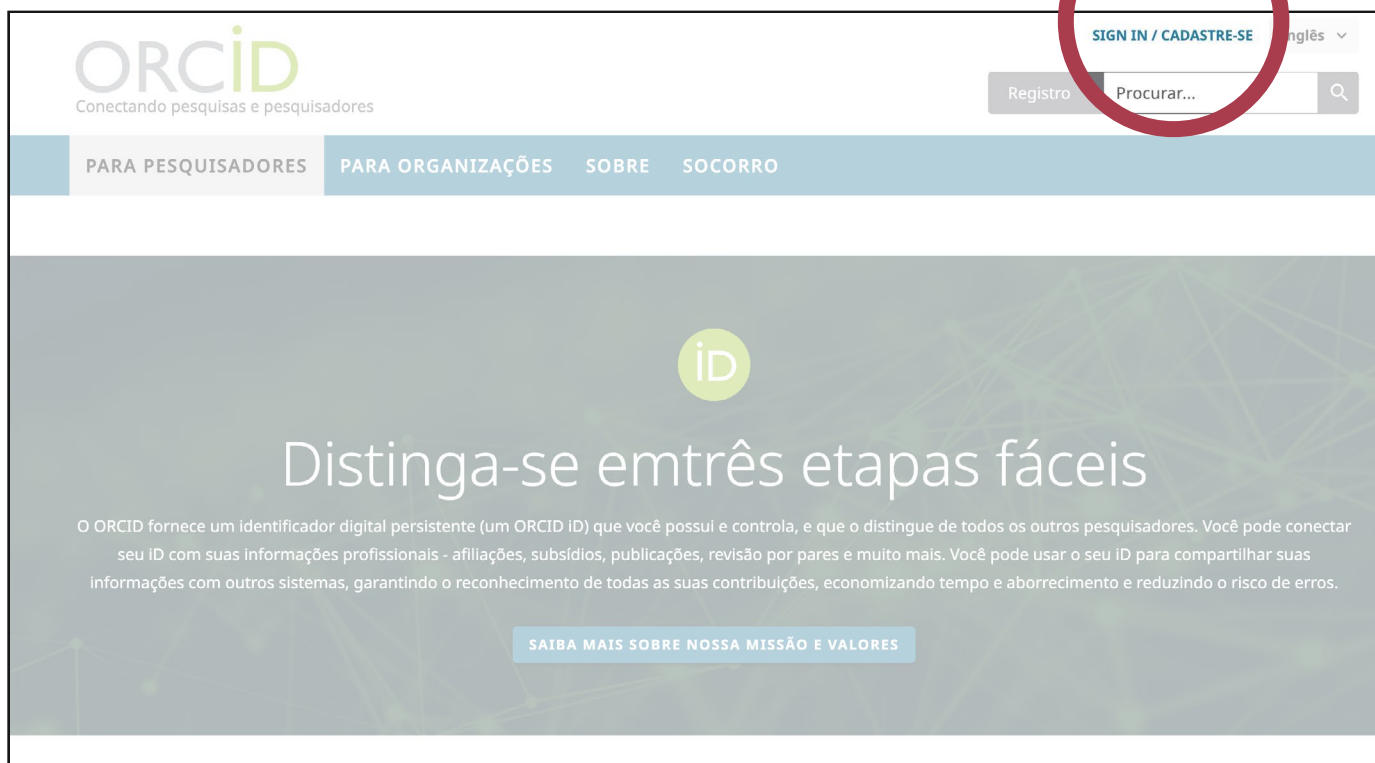 SIGN IN / CADASTRE-SE nglês
ORCID
Conectando pesquisas e pesquisadores
Registro Procurar...
PARA PESQUISADORES PARA ORGANIZAÇÕES SOBRE SOCORRO
iD
Distinga-se emtrês etapas fáceis
O ORCID fornece um identificador digital persistente (um ORCID iD) que você possui e controla, e que o distingue de todos os outros pesquisadores. Você pode conectar
seu iD com suas informações profissionais - afiliações, subsídios, publicações, revisão por pares e muito mais. Você pode usar o seu iD para compartilhar suas
informações com outros sistemas, garantindo o reconhecimento de todas as suas contribuições, economizando tempo e aborrecimento e reduzindo o risco de erros.
SAIBA MAIS SOBRE NOSSA MISSÃO E VALORES